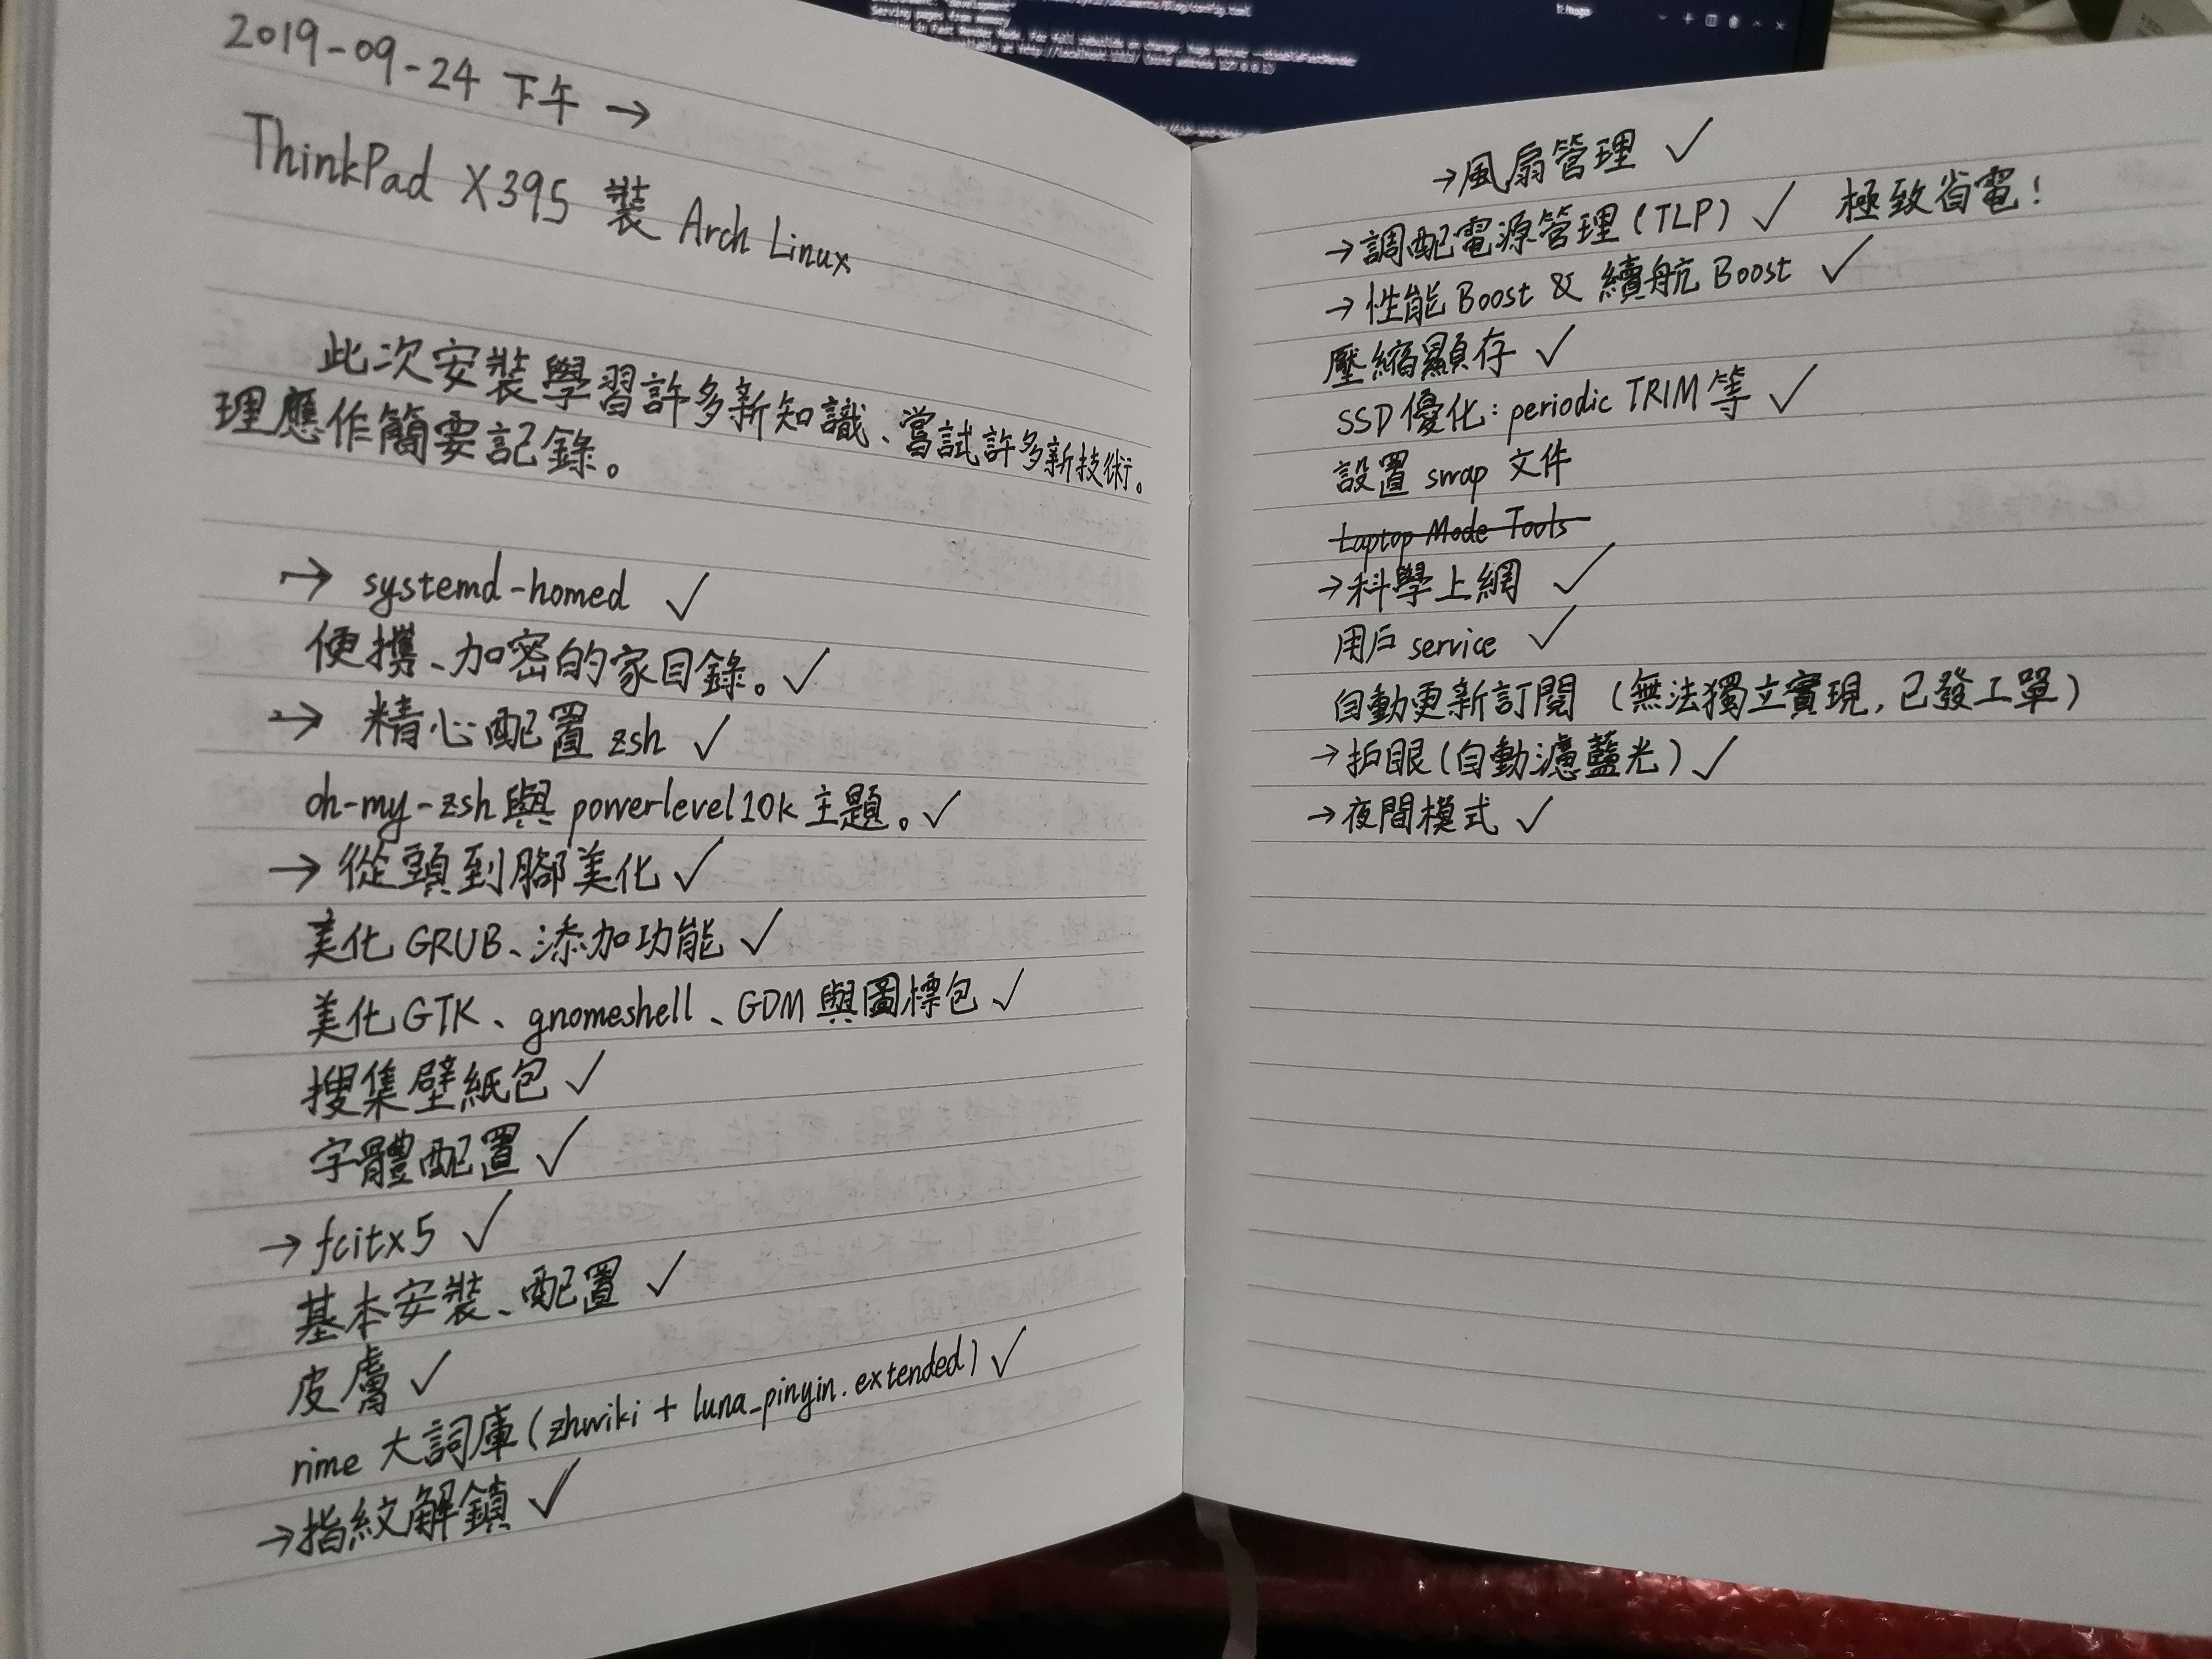 2019-09-24 下午 →
ThinkPad X395 裝 Arch Linux
此次安裝學習許多新知識、嘗試許多新技術。
理應作簡要記錄。
→ systemd-homed ✓
便攜、加密的家目錄。✓
→ 精心配置 zsh ✓
oh-my-zsh 與 powerlevel10k 主題。✓
→ 從頭到腳美化 ✓
美化 GRUB、添加功能 ✓
美化 GTK、gnomeshell、GDM 與圖標包 ✓
搜集壁紙包 ✓
字體配置 ✓
→ fcitx5 ✓
基本安裝、配置 ✓
皮膚 ✓
rime 大詞庫 (zhwiki + luna_pinyin.extended) ✓
→ 指紋解鎖 ✓
→ 風扇管理 ✓
→ 調配電源管理 (TLP) ✓ 極致省電!
→ 性能 Boost & 續航 Boost ✓
壓縮顯存 ✓
SSD 優化: periodic TRIM 等 ✓
設置 swap 文件
Laptop Mode Tools
→ 科學上網 ✓
用戶 service ✓
自動更新訂閱 (無法獨立實現, 已發工單)
→ 护眼 (自動濾藍光) ✓
→ 夜間模式 ✓